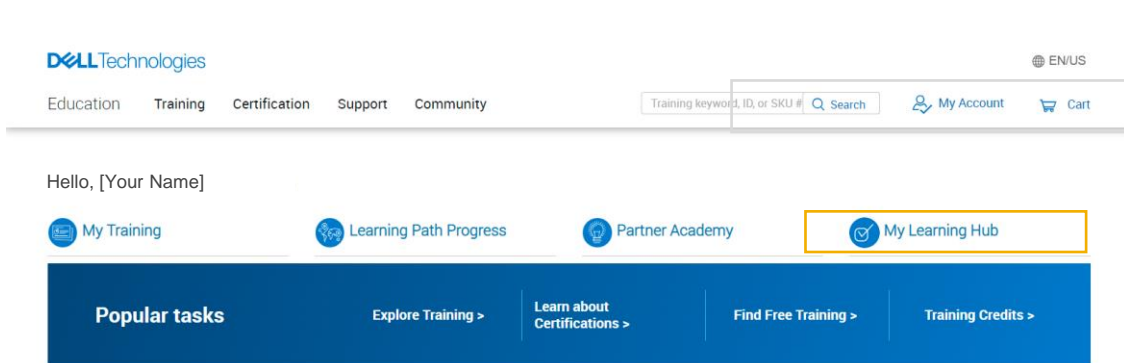 DELLTechnologies
EN/US
Education Training Certification Support Community Training keyword, ID, or SKU # Search My Account Cart
Hello, [Your Name]
My Training Learning Path Progress Partner Academy My Learning Hub
Popular tasks Explore Training > Learn about Certifications > Find Free Training > Training Credits >